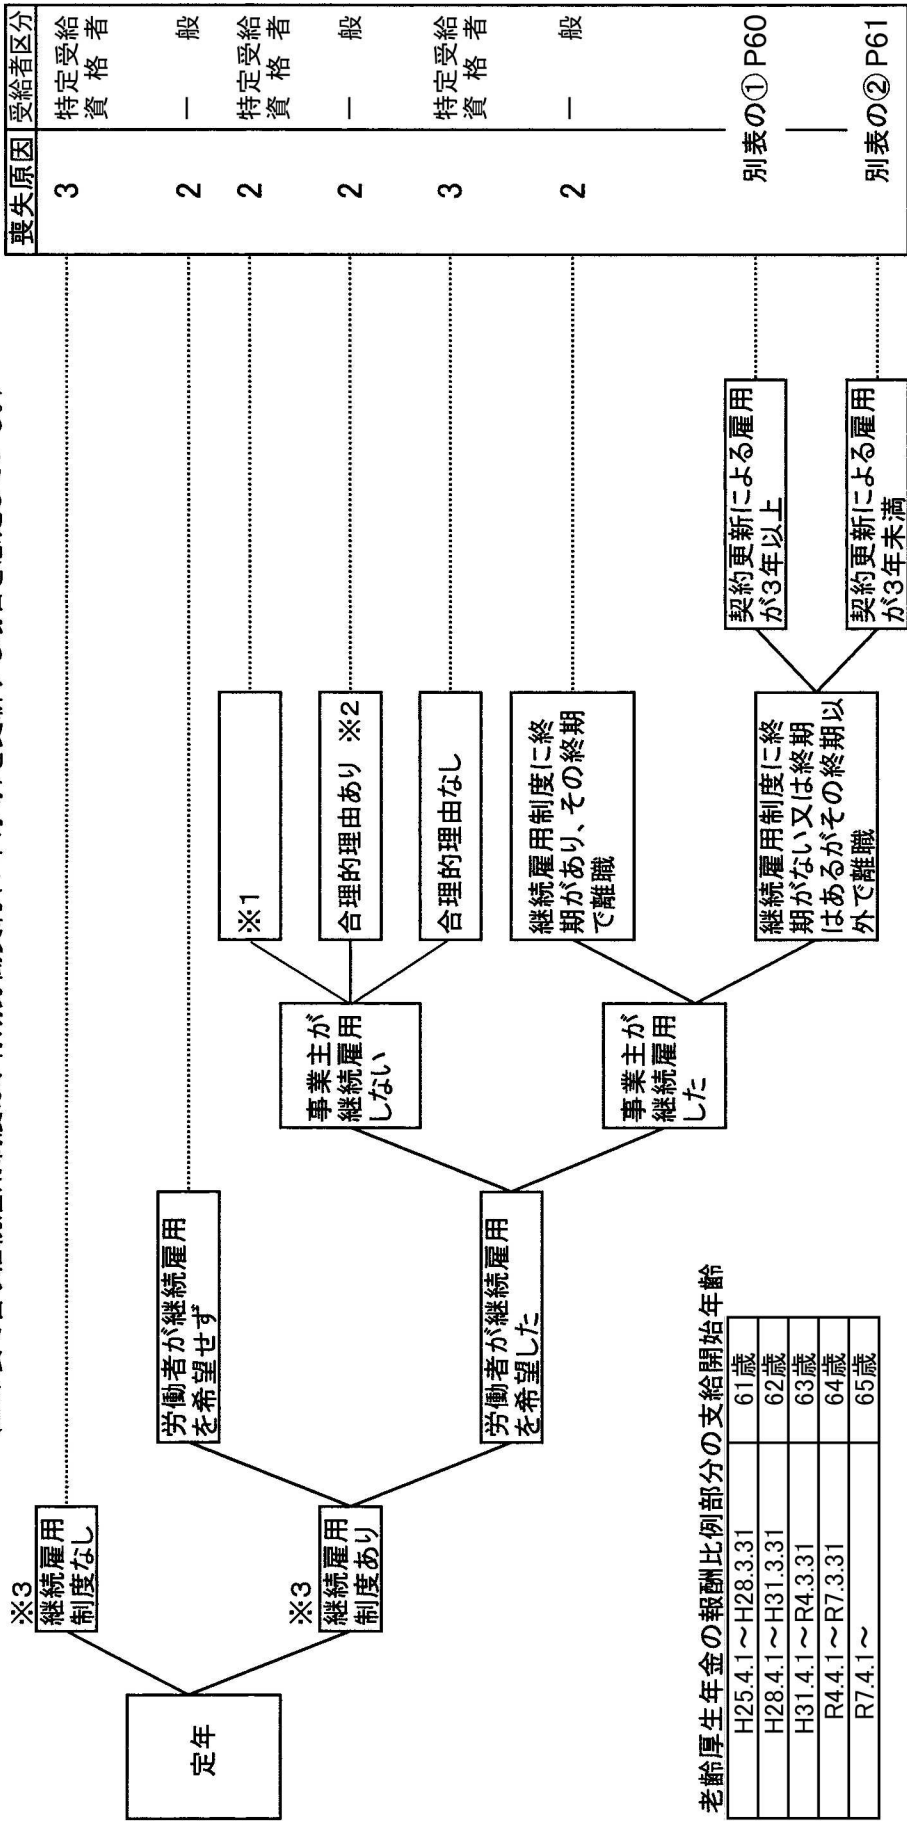 喪失原因 受給者区分
※3
継続雇用
制度なし
3
特定受給
資格者
定年
※3
継続雇用
制度あり
労働者が継続雇用
を希望せず
2
一般
労働者が継続雇用
を希望した
事業主が
継続雇用
しない
※1
2
特定受給
資格者
合理的理由あり ※2
2
一般
合理的理由なし
3
特定受給
資格者
事業主が
継続雇用
した
継続雇用制度に終
期があり、その終期
で離職
2
一般
継続雇用制度に終
期がない又は終期
はあるがその終期以
外で離職
契約更新による雇用
が3年以上
別表の① P60
契約更新による雇用
が3年未満
別表の② P61
老齢厚生年金の報酬比例部分の支給開始年齢
H25.4.1～H28.3.31 61歳
H28.4.1～H31.3.31 62歳
H31.4.1～R4.3.31 63歳
R4.4.1～R7.3.31 64歳
R7.4.1～ 65歳